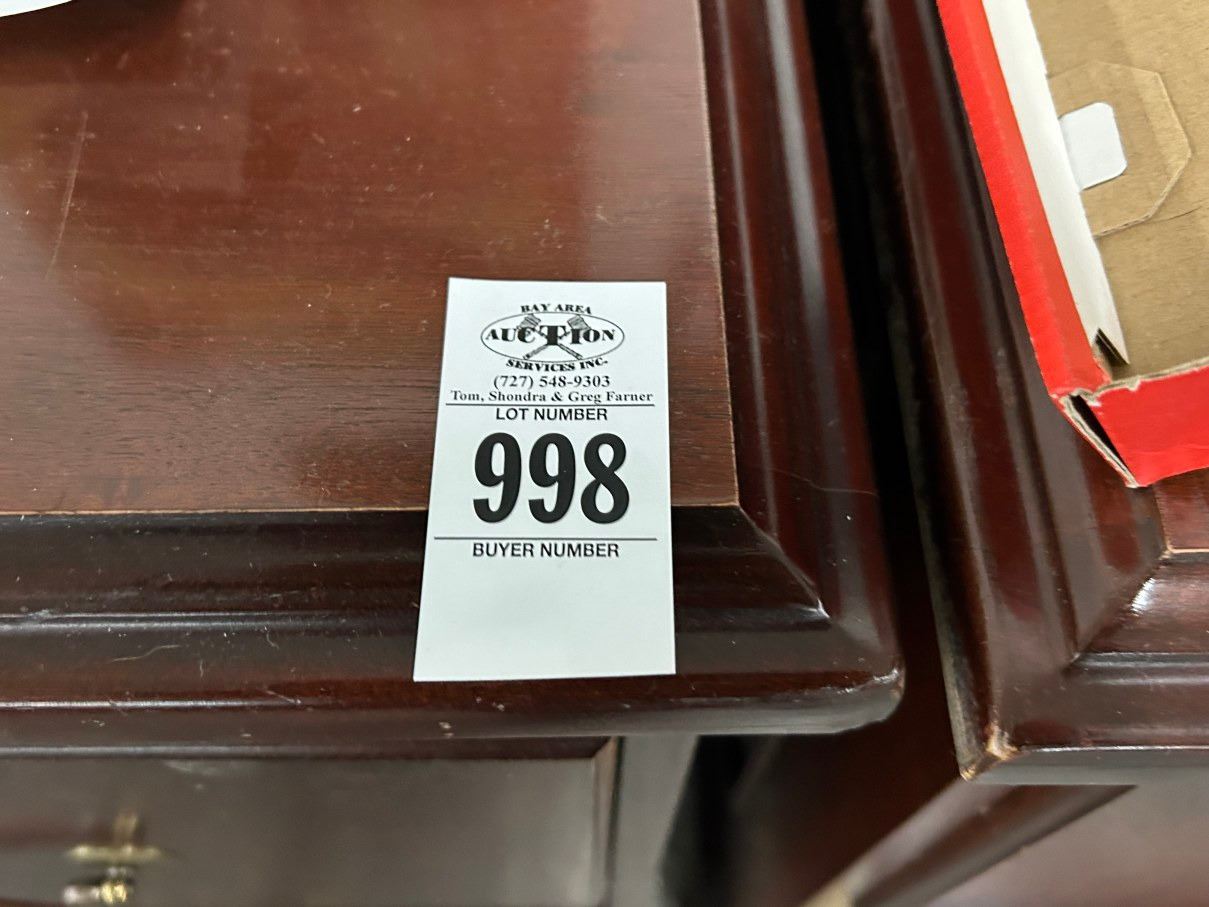 BAY AREA
AUCTION
SERVICES INC.
(727) 548-9303
Tom, Shondra & Greg Farner
LOT NUMBER
998
BUYER NUMBER